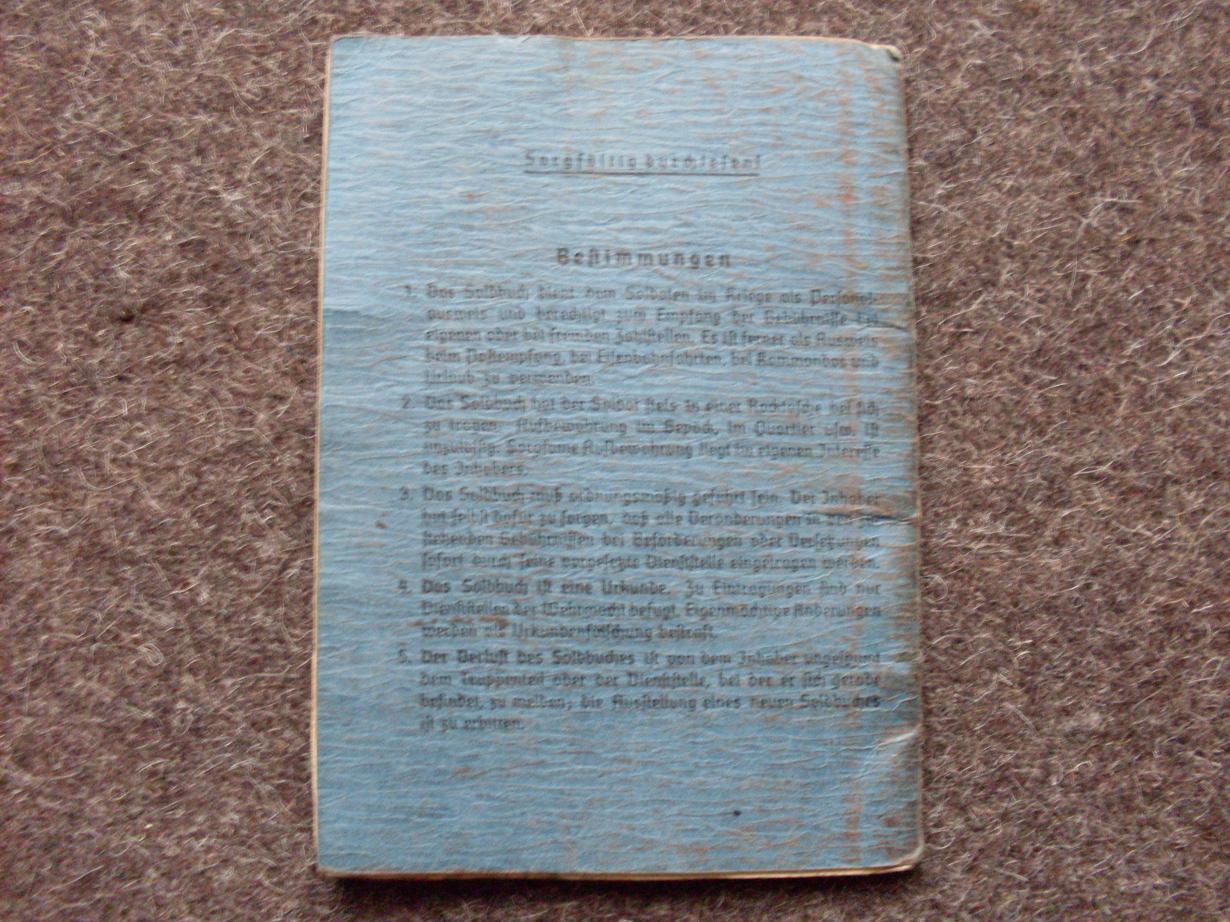 Sorgfältig durchlesen!
Bestimmungen
1. Das Soldbuch dient dem Soldaten im Kriege als Personal-
ausweis und berechtigt zum Empfang der Gebührnisse bei
eigenen oder bei fremden Zahlstellen. Es ist ferner als Ausweis
beim Postempfang, bei Eisenbahnfahrten, bei Kommandos und
Urlaub zu verwenden.
2. Das Soldbuch hat der Soldat stets in einer Rocktasche bei sich
zu tragen. Aufbewahrung im Gepäck, im Quartier usw. ist
unzulässig. Sorgsame Aufbewahrung liegt im eigenen Interesse
des Inhabers.
3. Das Soldbuch muß ordnungsmäßig geführt sein. Der Inhaber
hat selbst dafür zu sorgen, daß alle Veränderungen in den zu-
stehenden Gebührnissen bei Beförderungen oder Versetzungen
sofort durch seine vorgesetzte Dienststelle eingetragen werden.
4. Das Soldbuch ist eine Urkunde. Zu Eintragungen sind nur
Dienststellen der Wehrmacht befugt. Eigenmächtige Änderungen
werden als Urkundenfälschung bestraft.
5. Der Verlust des Soldbuches ist von dem Inhaber ungesäumt
dem Truppenteil oder der Dienststelle, bei der er sich gerade
befindet, zu melden; die Ausstellung eines neuen Soldbuches
ist zu erbitten.